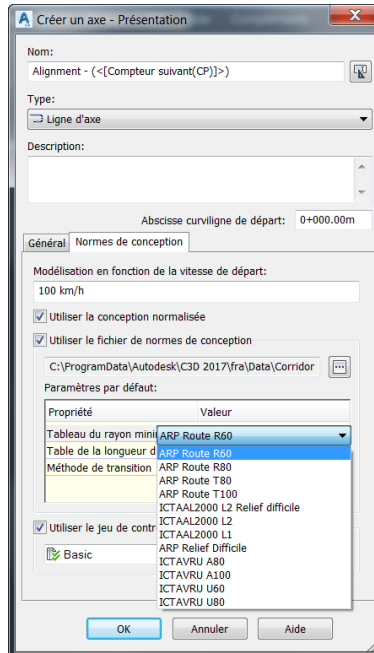 Créer un axe - Présentation
Nom:
Alignment - (<[Compteur suivant(CP)]>)
Type:
Ligne d'axe
Description:
Abscisse curviligne de départ: 0+000.00m
Général Normes de conception
Modélisation en fonction de la vitesse de départ:
100 km/h
Utiliser la conception normalisée
Utiliser le fichier de normes de conception
C:\ProgramData\Autodesk\C3D 2017\fra\Data\Corridor ...
Paramètres par défaut:
Propriété Valeur
Tableau du rayon mini ARP Route R60
Table de la longueur d ARP Route R60
Méthode de transition
ARP Route R80
ARP Route T80
ARP Route T100
ICTAAL2000 L2 Relief difficile
ICTAAL2000 L2
ICTAAL2000 L1
ARP Relief Difficile
ICTAVRU A80
ICTAVRU A100
ICTAVRU U60
ICTAVRU U80
Utiliser le jeu de contr
Basic
OK Annuler Aide